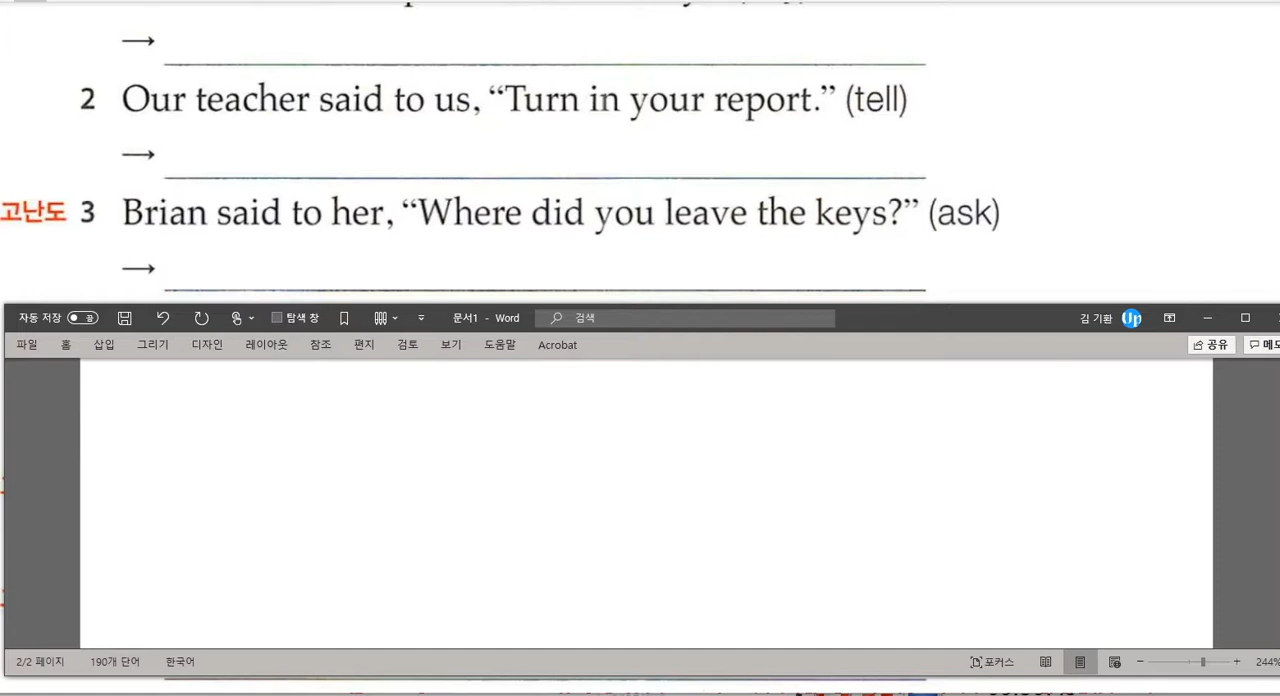 →
2 Our teacher said to us, “Turn in your report.” (tell)
→
고난도 3 Brian said to her, “Where did you leave the keys?” (ask)
→
자동 저장 끔 탐색 창 문서1 - Word 검색 김 기환
파일 홈 삽입 그리기 디자인 레이아웃 참조 편지 검토 보기 도움말 Acrobat 공유 메모
2/2 페이지 190개 단어 한국어 포커스 - + 244%